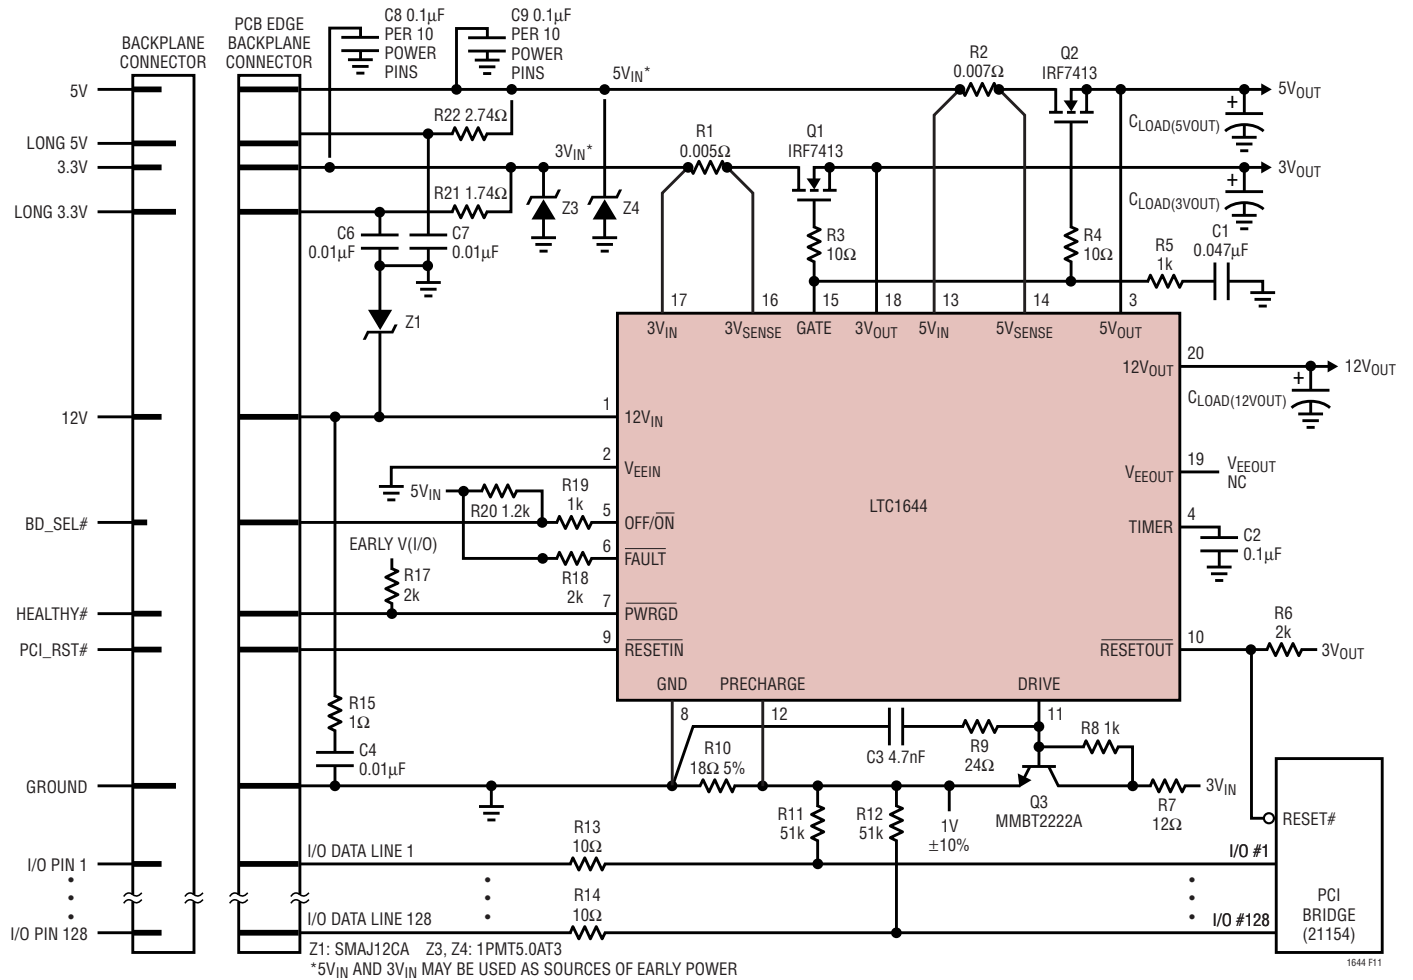 BACKPLANE
CONNECTOR
PCB EDGE
BACKPLANE
CONNECTOR
C8 0.1µF
PER 10
POWER
PINS
C9 0.1µF
PER 10
POWER
PINS
5V
LONG 5V
3.3V
LONG 3.3V
12V
BD_SEL#
HEALTHY#
PCI_RST#
GROUND
I/O PIN 1
I/O PIN 128
5VIN*
R22 2.74Ω
3VIN*
R21 1.74Ω
C6
0.01µF
C7
0.01µF
Z3
Z4
Z1
R1
0.005Ω
Q1
IRF7413
R2
0.007Ω
Q2
IRF7413
5VOUT
CLOAD(5VOUT)
+
3VOUT
CLOAD(3VOUT)
+
R3
10Ω
R4
10Ω
R5
1k
C1
0.047µF
17
16
15
18
13
14
3
3VIN
3VSENSE
GATE
3VOUT
5VIN
5VSENSE
5VOUT
20
12VOUT
12VOUT
+
CLOAD(12VOUT)
1
12VIN
2
VEEIN
19
VEEOUT
VEEOUT
NC
LTC1644
5VIN
R20 1.2k
R19
1k
5
OFF/ON
4
TIMER
C2
0.1µF
EARLY V(I/O)
R17
2k
6
FAULT
R18
2k
7
PWRGD
9
RESETIN
10
RESETOUT
R6
2k
3VOUT
GND
PRECHARGE
DRIVE
8
12
11
R15
1Ω
C4
0.01µF
R10
18Ω 5%
C3 4.7nF
R9
24Ω
R8 1k
Q3
MMBT2222A
R7
12Ω
3VIN
R11
51k
R12
51k
1V
±10%
R13
10Ω
I/O DATA LINE 1
R14
10Ω
I/O DATA LINE 128
I/O #1
I/O #128
RESET#
PCI
BRIDGE
(21154)
Z1: SMAJ12CA Z3, Z4: 1PMT5.0AT3
*5VIN AND 3VIN MAY BE USED AS SOURCES OF EARLY POWER
1644 F11